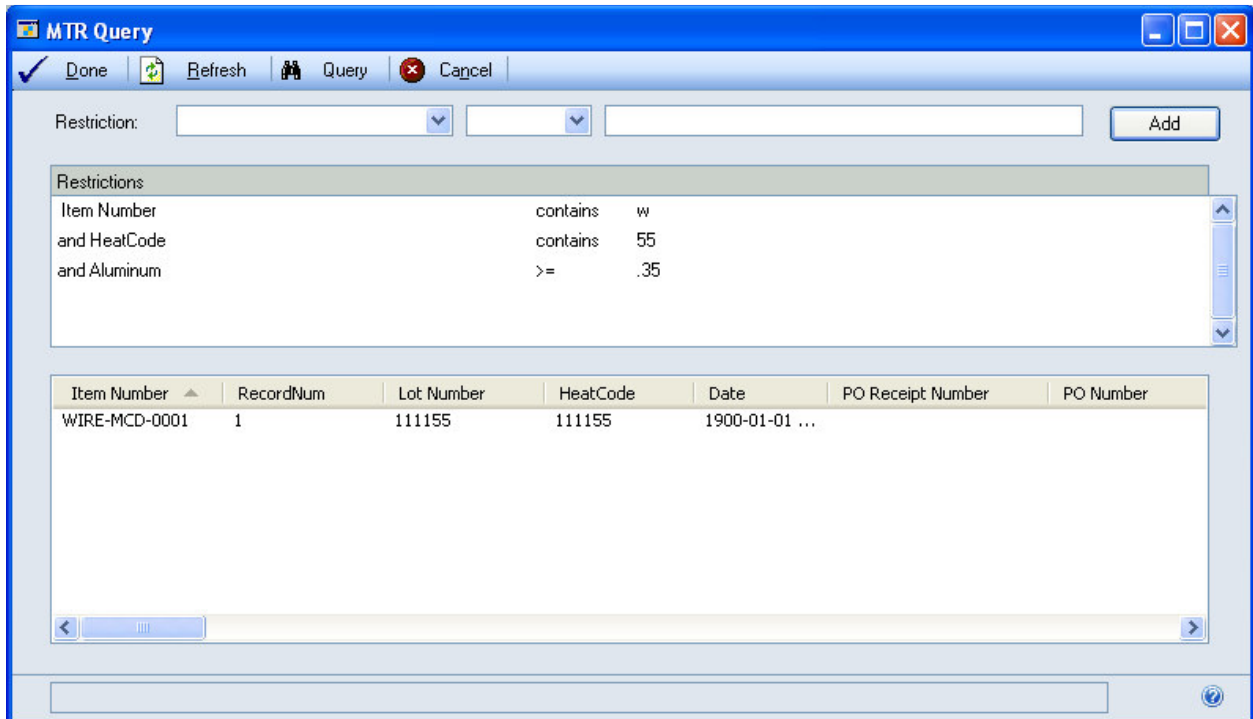 MTR Query
Done Refresh Query Cancel
Restriction: Add
Restrictions
Item Number contains w
and HeatCode contains 55
and Aluminum >= .35
Item Number RecordNum Lot Number HeatCode Date PO Receipt Number PO Number
WIRE-MCD-0001 1 111155 111155 1900-01-01 ...